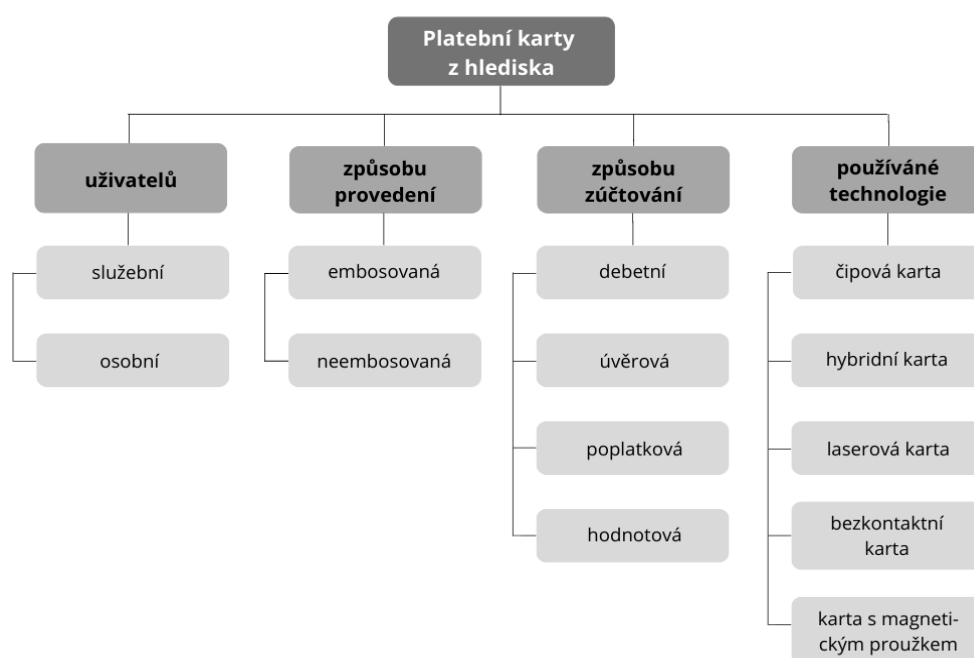 Platební karty
z hlediska
uživatelů
způsobu
provedení
způsobu
zúčtování
používáné
technologie
služební
embosovaná
debetní
čipová karta
osobní
neembosovaná
úvěrová
hybridní karta
poplatková
laserová karta
hodnotová
bezkontaktní
karta
karta s magneti-
ckým proužkem